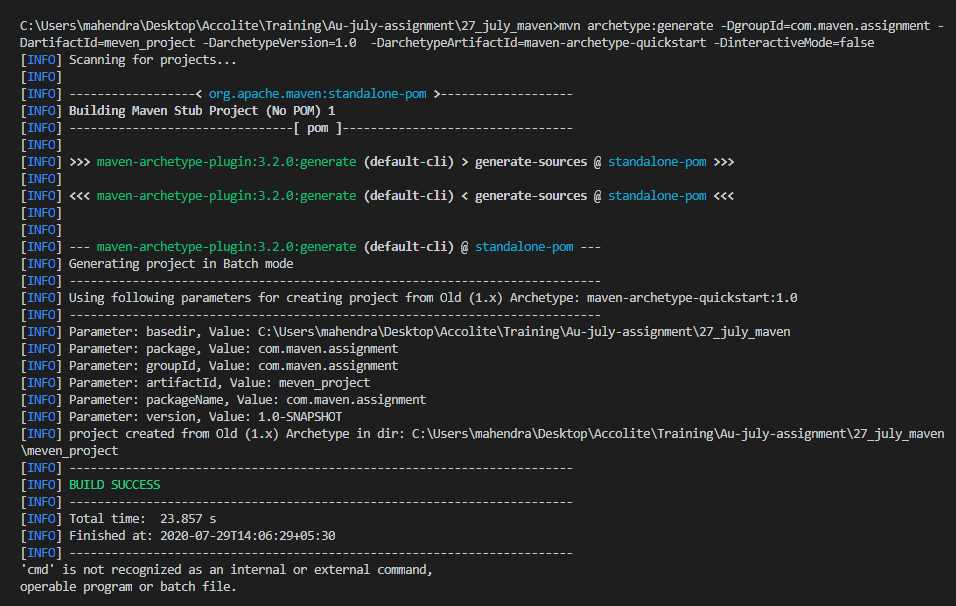 C:\Users\mahendra\Desktop\Accolite\Training\Au-july-assignment\27_july_maven>mvn archetype:generate -DgroupId=com.maven.assignment -
DartifactId=meven_project -DarchetypeVersion=1.0  -DarchetypeArtifactId=maven-archetype-quickstart -DinteractiveMode=false
[INFO] Scanning for projects...
[INFO]
[INFO] ------------------< org.apache.maven:standalone-pom >-------------------
[INFO] Building Maven Stub Project (No POM) 1
[INFO] --------------------------------[ pom ]---------------------------------
[INFO]
[INFO] >>> maven-archetype-plugin:3.2.0:generate (default-cli) > generate-sources @ standalone-pom >>>
[INFO]
[INFO] <<< maven-archetype-plugin:3.2.0:generate (default-cli) < generate-sources @ standalone-pom <<<
[INFO]
[INFO]
[INFO] --- maven-archetype-plugin:3.2.0:generate (default-cli) @ standalone-pom ---
[INFO] Generating project in Batch mode
[INFO] ----------------------------------------------------------------------------
[INFO] Using following parameters for creating project from Old (1.x) Archetype: maven-archetype-quickstart:1.0
[INFO] ----------------------------------------------------------------------------
[INFO] Parameter: basedir, Value: C:\Users\mahendra\Desktop\Accolite\Training\Au-july-assignment\27_july_maven
[INFO] Parameter: package, Value: com.maven.assignment
[INFO] Parameter: groupId, Value: com.maven.assignment
[INFO] Parameter: artifactId, Value: meven_project
[INFO] Parameter: packageName, Value: com.maven.assignment
[INFO] Parameter: version, Value: 1.0-SNAPSHOT
[INFO] project created from Old (1.x) Archetype in dir: C:\Users\mahendra\Desktop\Accolite\Training\Au-july-assignment\27_july_maven
\meven_project
[INFO] ------------------------------------------------------------------------
[INFO] BUILD SUCCESS
[INFO] ------------------------------------------------------------------------
[INFO] Total time:  23.857 s
[INFO] Finished at: 2020-07-29T14:06:29+05:30
[INFO] ------------------------------------------------------------------------
'cmd' is not recognized as an internal or external command,
operable program or batch file.